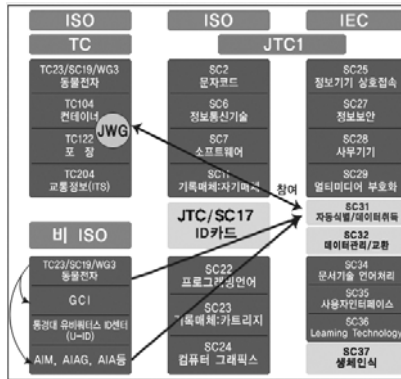 ISO
TC
TC23/SC19/WG3
동물전자
TC104
컨테이너
JWG
TC122
포 장
TC204
교통정보(ITS)
비 ISO
TC23/SC19/WG3
동물전자
GCI
동경대 유비쿼터스 ID센터
(U-ID)
AIM, AIAG, AIA등
ISO
IEC
JTC1
SC2
문자코드
SC6
정보통신기술
SC7
소프트웨어
SC11
기록매체:자기매체
JTC/SC17
ID카드
SC22
프로그래밍언어
SC23
기록매체:카트리지
SC24
컴퓨터 그래픽스
참여
SC25
정보기기 상호접속
SC27
정보보안
SC28
사무기기
SC29
멀티미디어 부호화
SC31
자동식별/데이터취득
SC32
데이터관리/교환
SC34
문서기술 언어처리
SC35
사용자인터페이스
SC36
Learning Technology
SC37
생체인식